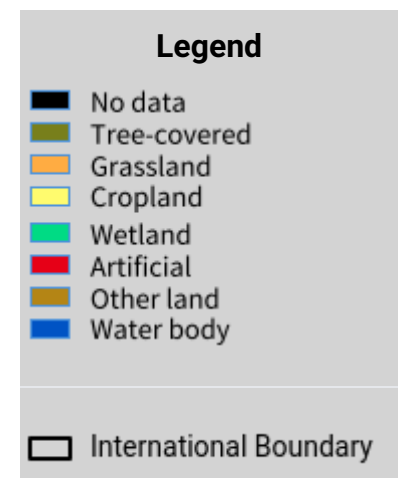 Legend
No data
Tree-covered
Grassland
Cropland
Wetland
Artificial
Other land
Water body
International Boundary